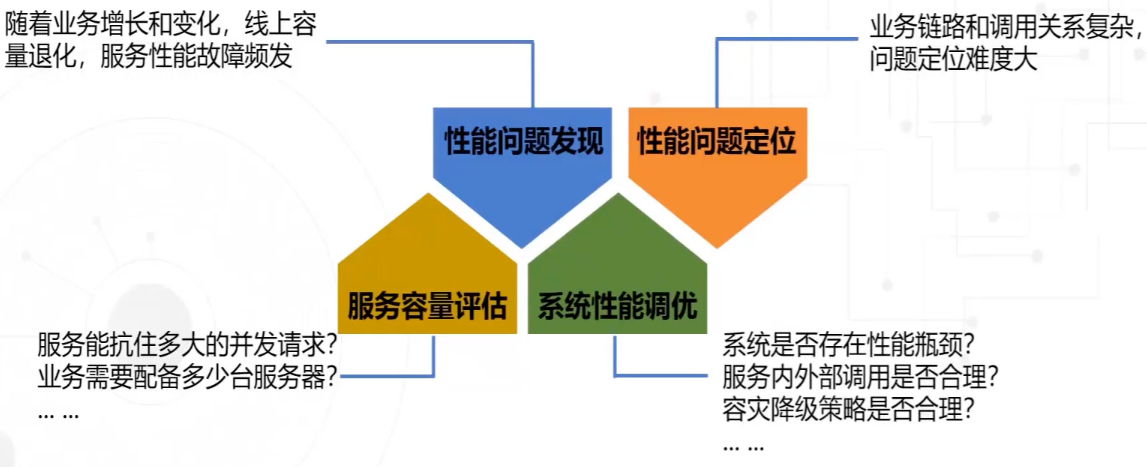 随着业务增长和变化，线上容
量退化，服务性能故障频发
业务链路和调用关系复杂，
问题定位难度大
性能问题发现
性能问题定位
服务容量评估
系统性能调优
服务能抗住多大的并发请求？
业务需要配备多少台服务器？
... ...
系统是否存在性能瓶颈？
服务内外部调用是否合理？
容灾降级策略是否合理？
... ...